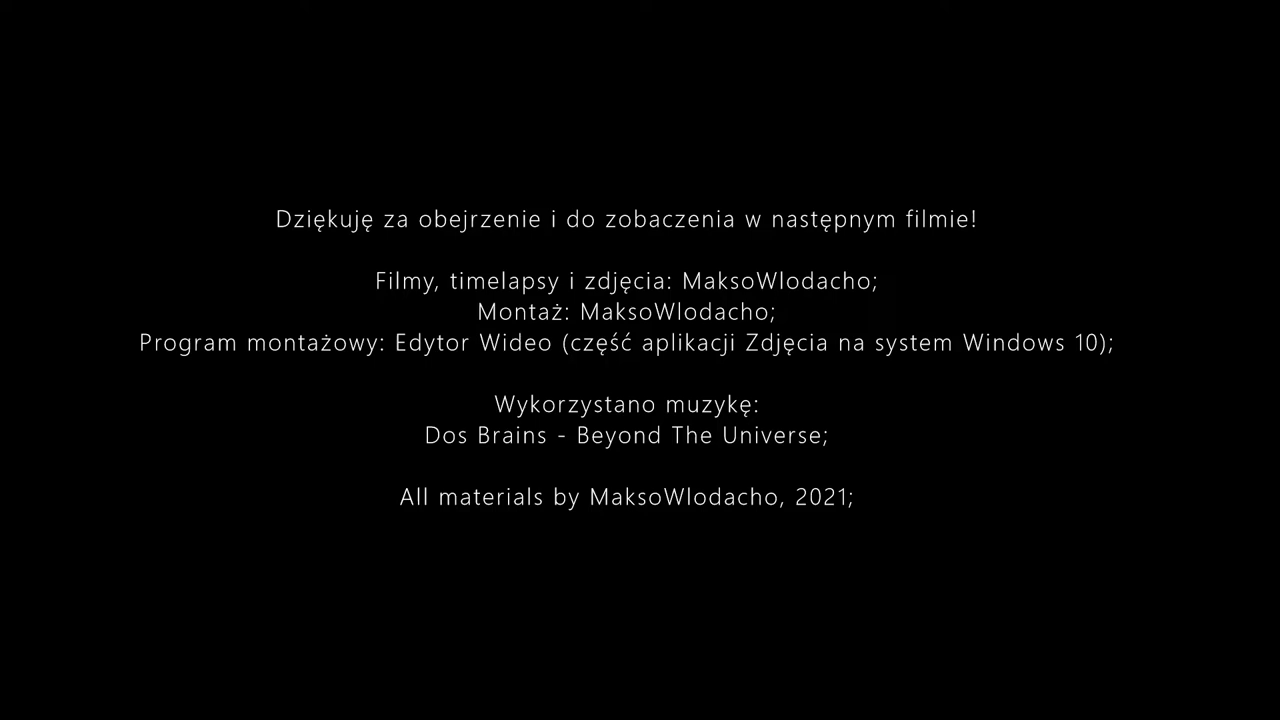 Dziękuję za obejrzenie i do zobaczenia w następnym filmie!
Filmy, timelapsy i zdjęcia: MaksoWlodacho;
Montaż: MaksoWlodacho;
Program montażowy: Edytor Wideo (część aplikacji Zdjęcia na system Windows 10);
Wykorzystano muzykę:
Dos Brains - Beyond The Universe;
All materials by MaksoWlodacho, 2021;